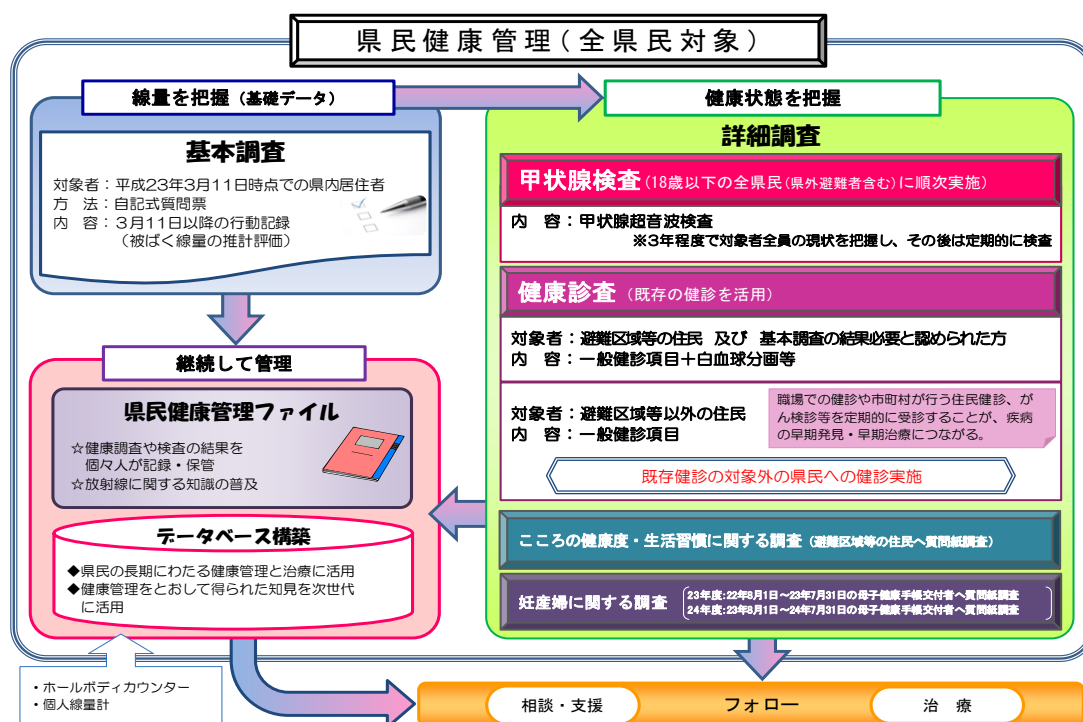 県民健康管理(全県民対象)
線量を把握(基礎データ)
基本調査
対象者:平成23年3月11日時点での県内居住者
方 法:自記式質問票
内 容:3月11日以降の行動記録
(被ばく線量の推計評価)
継続して管理
県民健康管理ファイル
☆健康調査や検査の結果を
個々人が記録・保管
☆放射線に関する知識の普及
データベース構築
◆県民の長期にわたる健康管理と治療に活用
◆健康管理をとおして得られた知見を次世代
に活用
・ホールボディカウンター
・個人線量計
健康状態を把握
詳細調査
甲状腺検査(18歳以下の全県民(県外避難者含む)に順次実施)
内 容:甲状腺超音波検査
※3年程度で対象者全員の現状を把握し、その後は定期的に検査
健康診査(既存の健診を活用)
対象者:避難区域等の住民 及び 基本調査の結果必要と認められた方
内 容:一般健診項目+白血球分画等
対象者:避難区域等以外の住民
内 容:一般健診項目
職場での健診や市町村が行う住民健診、が
ん検診等を定期的に受診することが、疾病
の早期発見・早期治療につながる。
既存健診の対象外の県民への健診実施
こころの健康度・生活習慣に関する調査(避難区域等の住民へ質問紙調査)
妊産婦に関する調査
23年度:22年8月1日~23年7月31日の母子健康手帳交付者へ質問紙調査
24年度:23年8月1日~24年7月31日の母子健康手帳交付者へ質問紙調査
相談・支援
フォロー
治 療